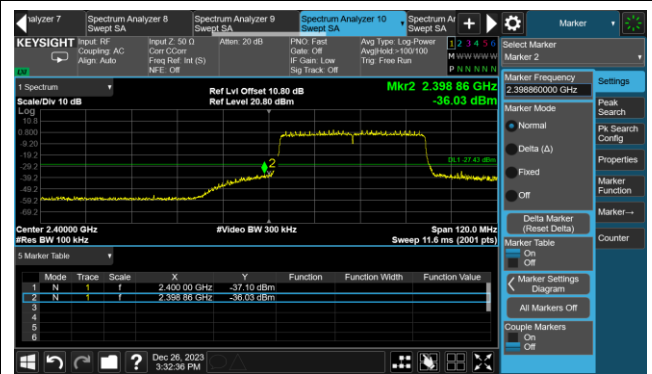 alyzer 7
Spectrum Analyzer 8
Swept SA
Spectrum Analyzer 9
Swept SA
Spectrum Analyzer 10
Swept SA
Spectrum Ar
Swept SA
Marker
KEYSIGHT
Input: RF
Coupling: AC
Align: Auto
Input Z: 50 Ω
Corr CCorr
Freq Ref: Int (S)
NFE: Off
Atten: 20 dB
PNO: Fast
Gate: Off
IF Gain: Low
Sig Track: Off
Avg Type: Log-Power
Avg|Hold:>100/100
Trig: Free Run
1 2 3 4 5 6
M W W W W W
P N N N N N
Select Marker
Marker 2
1 Spectrum
Scale/Div 10 dB
Log
Ref Lvl Offset 10.80 dB
Ref Level 20.80 dBm
Mkr2 2.398 86 GHz
-36.03 dBm
10.8
0.800
-9.20
-19.2
-29.2
-39.2
-49.2
-59.2
-69.2
2
DL1 -27.43 dBm
Center 2.40000 GHz
#Res BW 100 kHz
#Video BW 300 kHz
Span 120.0 MHz
Sweep 11.6 ms (2001 pts)
5 Marker Table
Mode Trace Scale X Y Function Function Width Function Value
1 N 1 f 2.400 00 GHz -37.10 dBm
2 N 1 f 2.398 86 GHz -36.03 dBm
3
4
5
6
Marker Frequency
2.398860000 GHz
Marker Mode
Normal
Delta (Δ)
Fixed
Off
Delta Marker
(Reset Delta)
Marker Table
On
Off
Marker Settings
Diagram
All Markers Off
Couple Markers
On
Off
Settings
Peak
Search
Pk Search
Config
Properties
Marker
Function
Marker→
Counter
?
Dec 26, 2023
3:32:36 PM